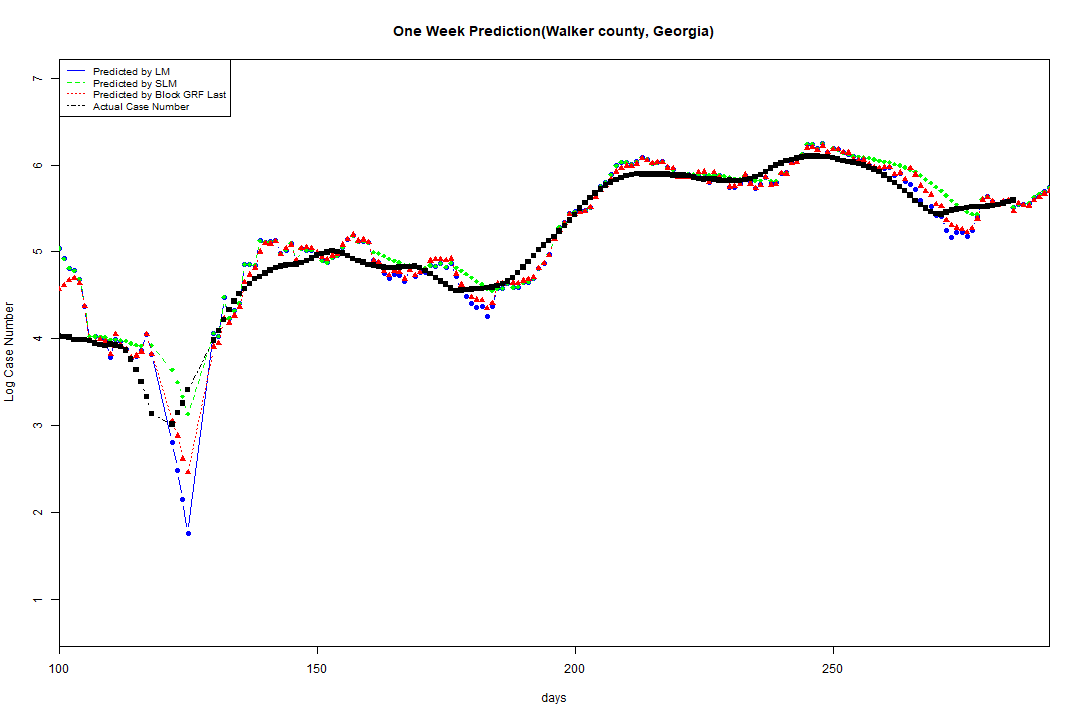 One Week Prediction(Walker county, Georgia)
Predicted by LM
Predicted by SLM
Predicted by Block GRF Last
Actual Case Number
7
6
5
4
3
2
1
Log Case Number
100 150 200 250
days